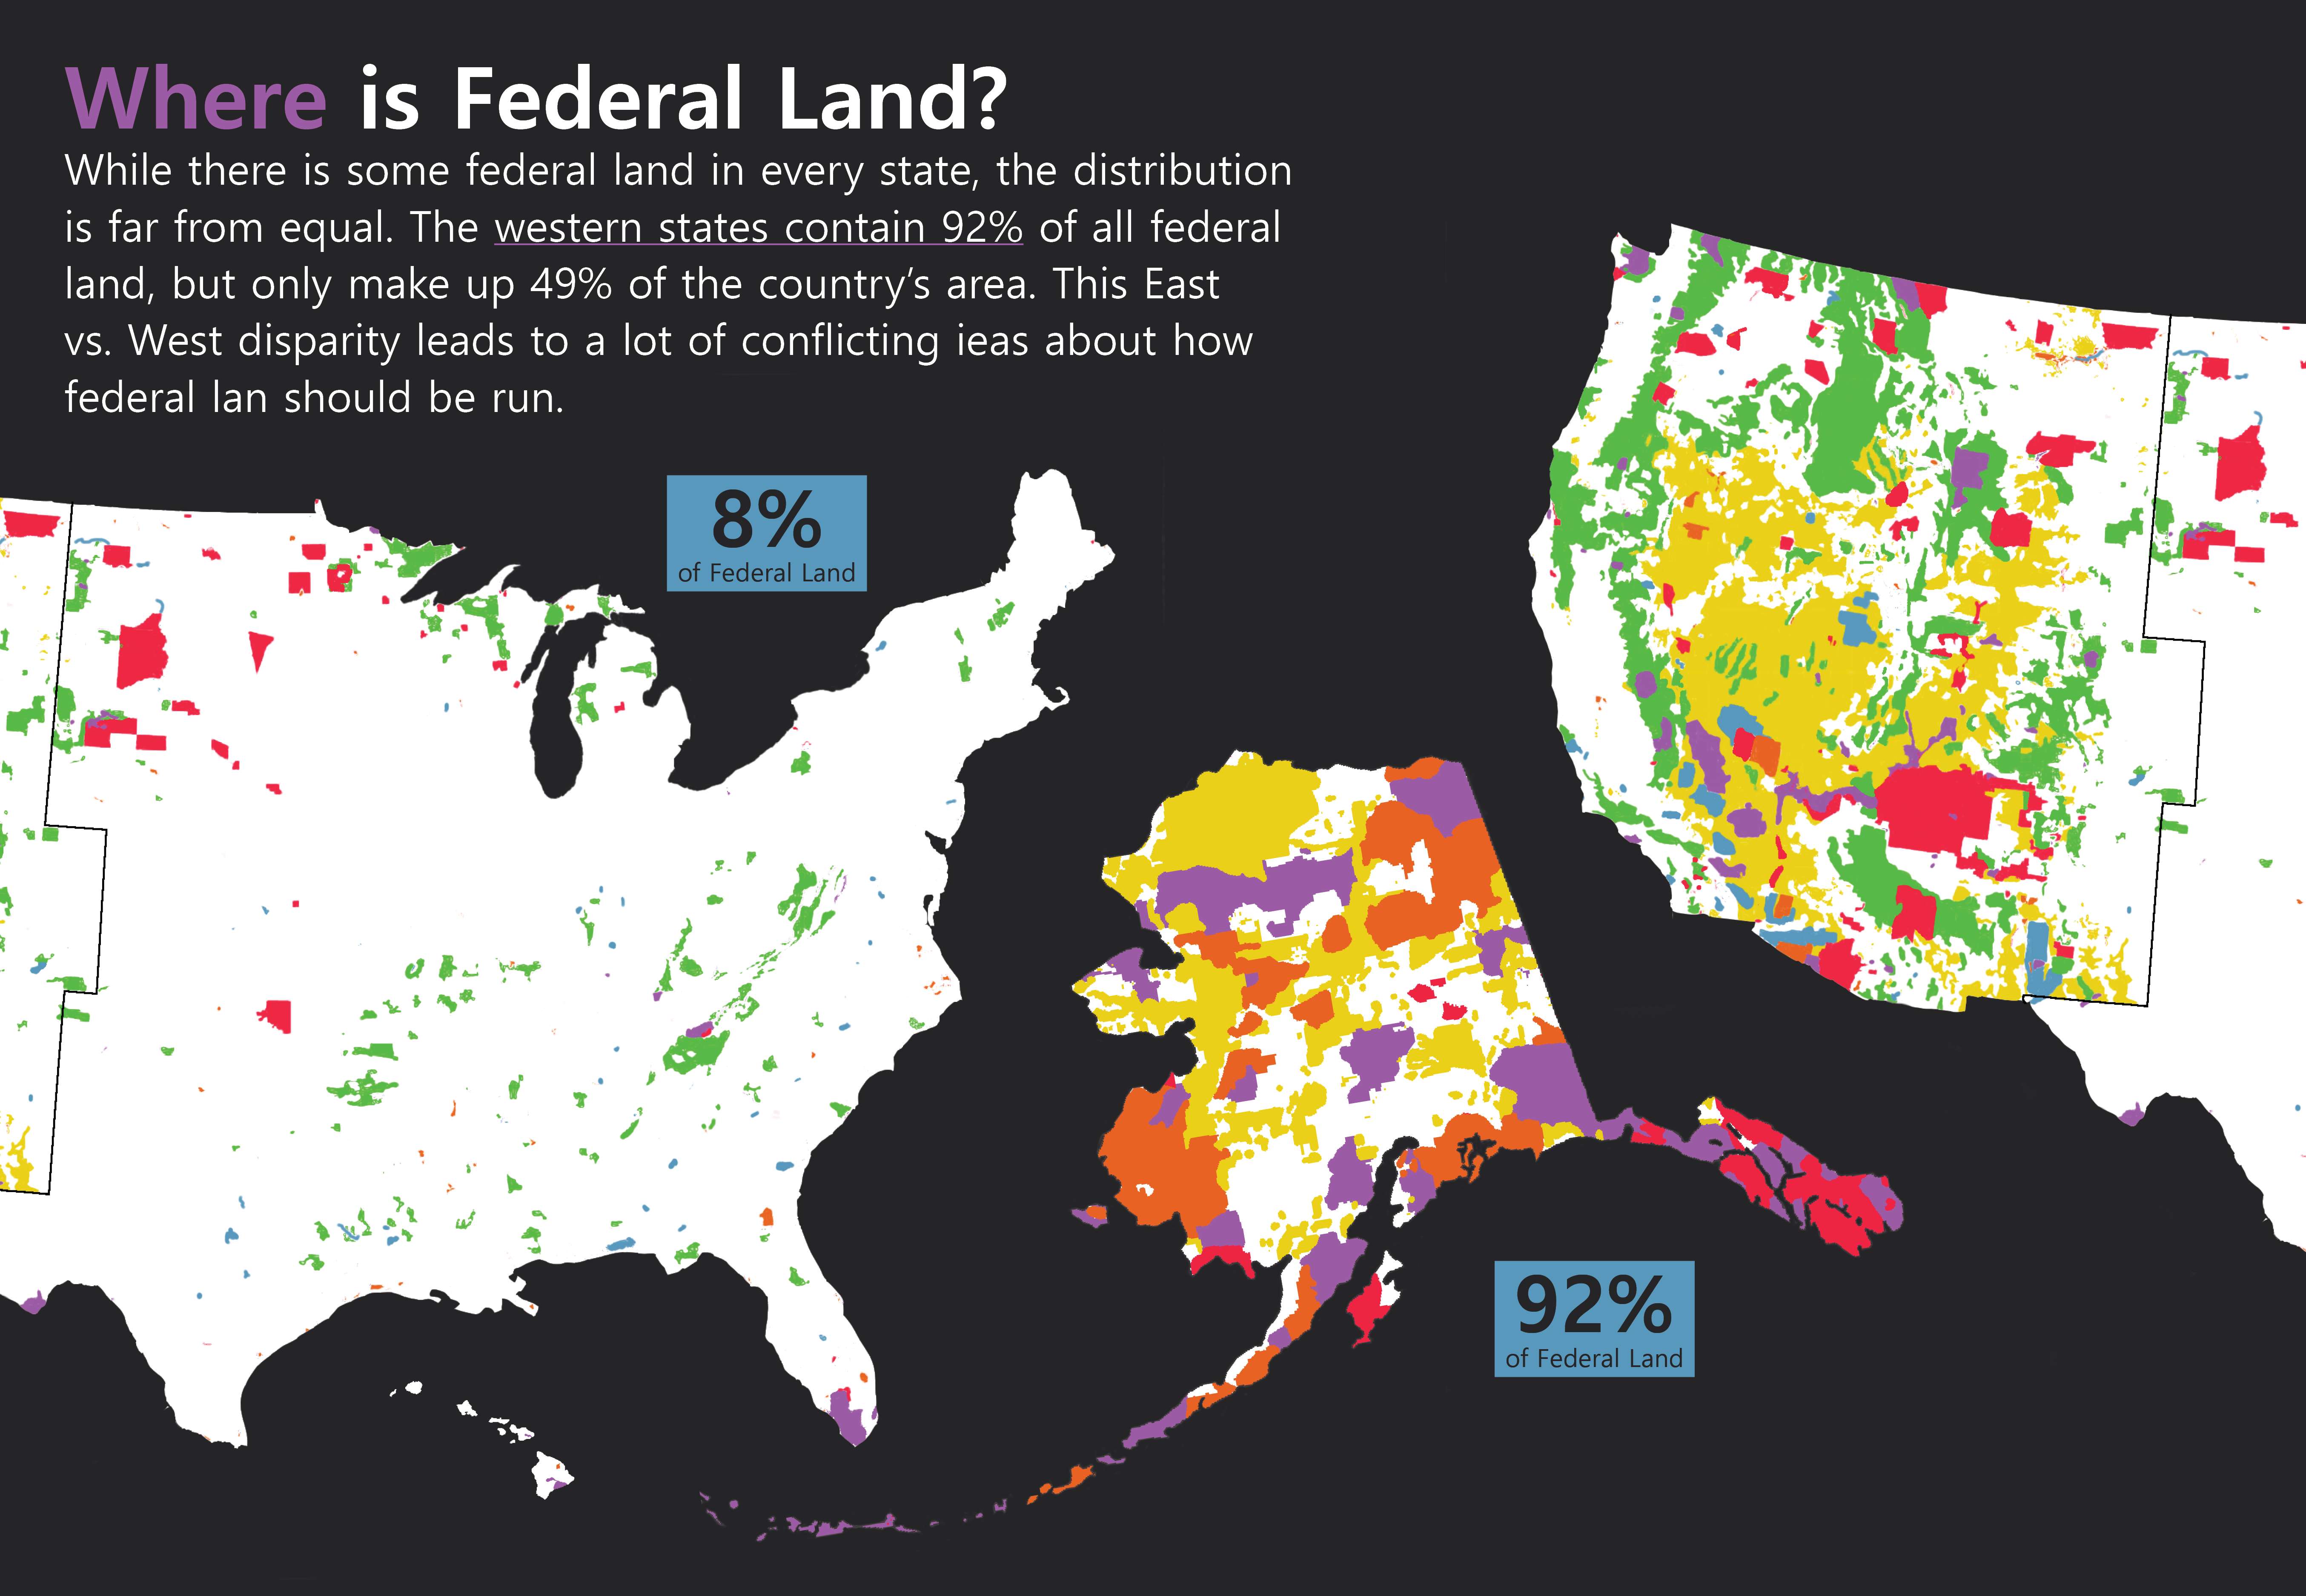 Where is Federal Land?
While there is some federal land in every state, the distribution
is far from equal. The western states contain 92% of all federal
land, but only make up 49% of the country’s area. This East
vs. West disparity leads to a lot of conflicting ieas about how
federal lan should be run.
8%
of Federal Land
92%
of Federal Land